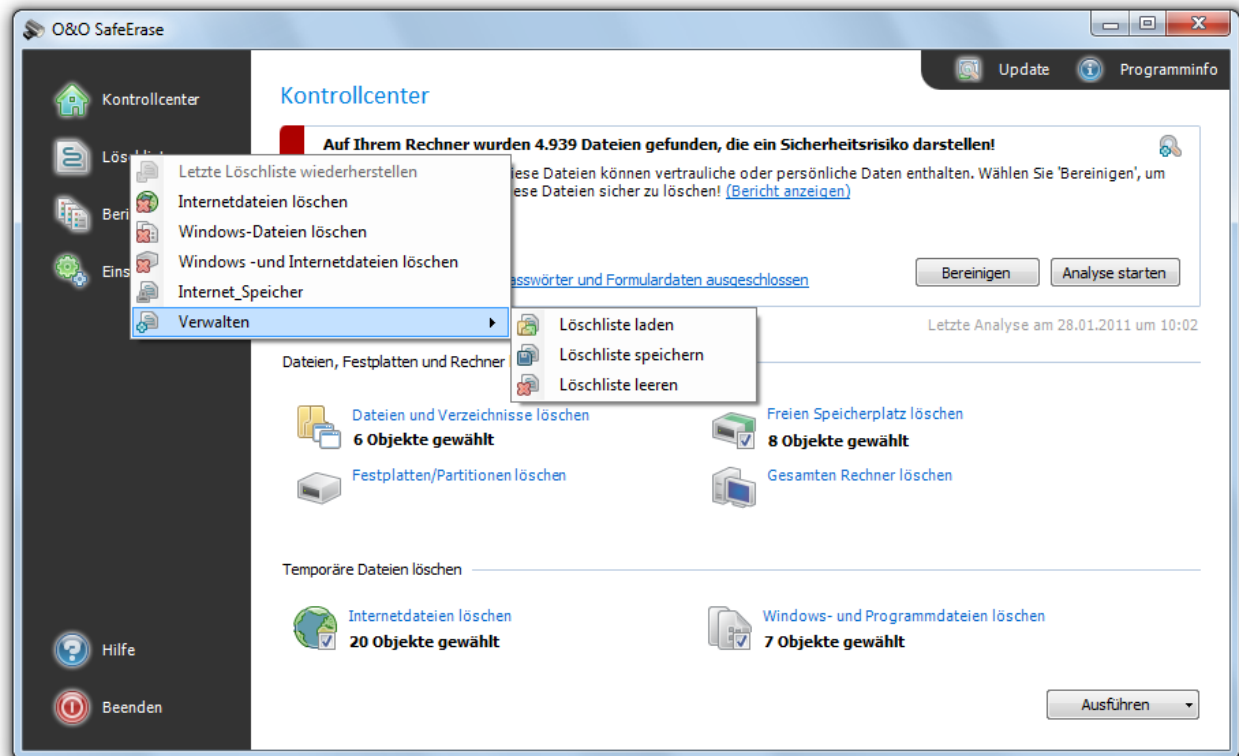 O&O SafeErase
Update
Programminfo
Kontrollcenter
Kontrollcenter
Auf Ihrem Rechner wurden 4.939 Dateien gefunden, die ein Sicherheitsrisiko darstellen!
Dateien können vertrauliche oder persönliche Daten enthalten. Wählen Sie 'Bereinigen', um
Dateien sicher zu löschen! (Bericht anzeigen)
und Formulardaten ausgeschlossen
Bereinigen
Analyse starten
Letzte Analyse am 28.01.2011 um 10:02
Letzte Löschliste wiederherstellen
Internetdateien löschen
Windows-Dateien löschen
Windows -und Internetdateien löschen
Internet_Speicher
Verwalten
Löschliste laden
Löschliste speichern
Löschliste leeren
Dateien, Festplatten und Rechner
Dateien und Verzeichnisse löschen
6 Objekte gewählt
Freien Speicherplatz löschen
8 Objekte gewählt
Festplatten/Partitionen löschen
Gesamten Rechner löschen
Temporäre Dateien löschen
Internetdateien löschen
20 Objekte gewählt
Windows- und Programmdateien löschen
7 Objekte gewählt
Hilfe
Beenden
Ausführen